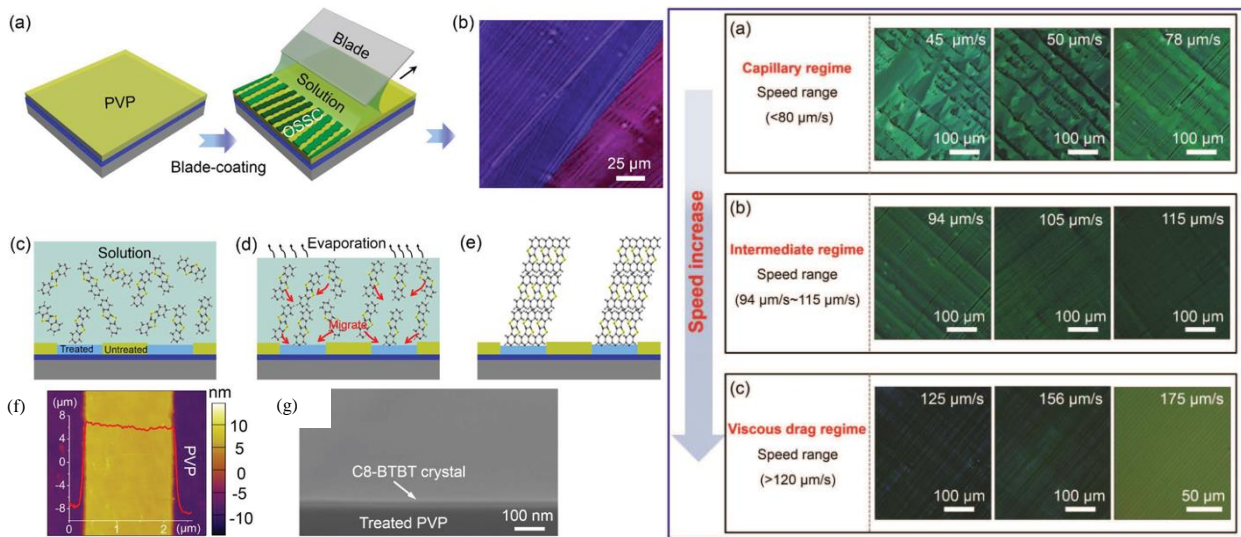 (a)
PVP
Blade-coating
Blade
Solution
OSSC
(b)
25 μm
(c)
Solution
Treated
Untreated
(d)
Evaporation
Migrate
(e)
(f)
nm
8
4
0
-4
-8
0
1
2
(μm)
PVP
10
5
0
-5
-10
(g)
C8-BTBT crystal
Treated PVP
100 nm
Speed increase
(a)
Capillary regime
Speed range
(<80 μm/s)
45 μm/s
100 μm
50 μm/s
100 μm
78 μm/s
100 μm
(b)
Intermediate regime
Speed range
(94 μm/s~115 μm/s)
94 μm/s
100 μm
105 μm/s
100 μm
115 μm/s
100 μm
(c)
Viscous drag regime
Speed range
(>120 μm/s)
125 μm/s
100 μm
156 μm/s
100 μm
175 μm/s
50 μm